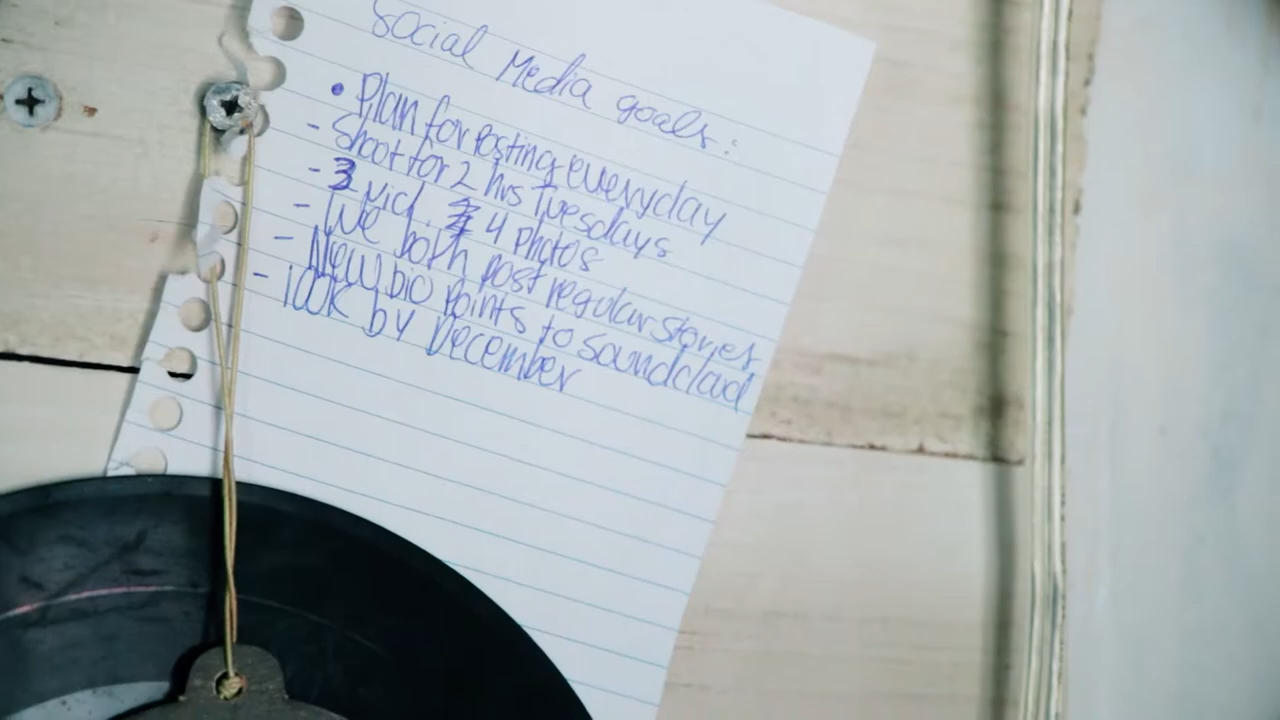 Social Media goals:
• Plan for Posting everyday
- Shoot for 2 hrs Tuesdays
- 3 vid. 4 photos
- We both post regular stories
- New bio points to soundcloud
- 100K by December